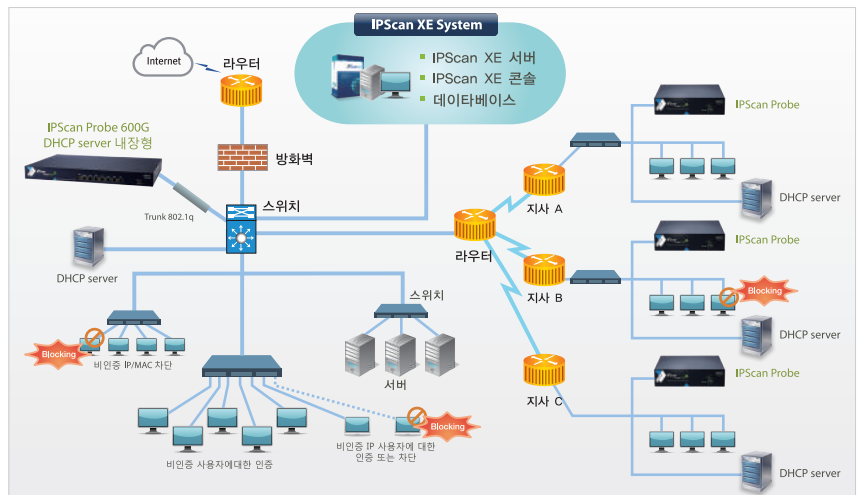 IPScan XE System
IPScan XE 서버
IPScan XE 콘솔
데이타베이스
Internet
라우터
IPScan Probe 600G
DHCP server 내장형
방화벽
스위치
Trunk 802.1q
DHCP server
라우터
지사 A
지사 B
지사 C
IPScan Probe
DHCP server
IPScan Probe
Blocking
DHCP server
IPScan Probe
DHCP server
스위치
서버
Blocking
비인증 IP/MAC 차단
비인증 사용자에대한 인증
Blocking
비인증 IP 사용자에 대한
인증 또는 차단